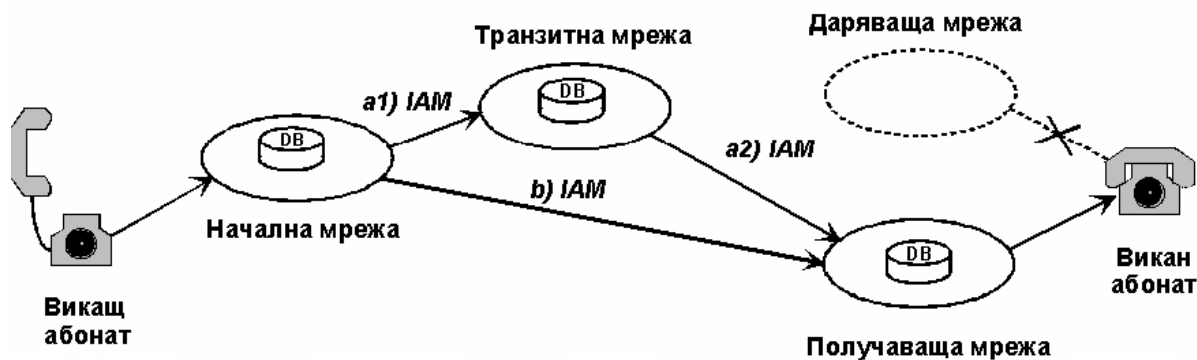 Транзитна мрежа
Даряваща мрежа
DB
a1) IAM
DB
a2) IAM
b) IAM
Начална мрежа
DB
Викащ
абонат
Викан
абонат
Получаваща мрежа